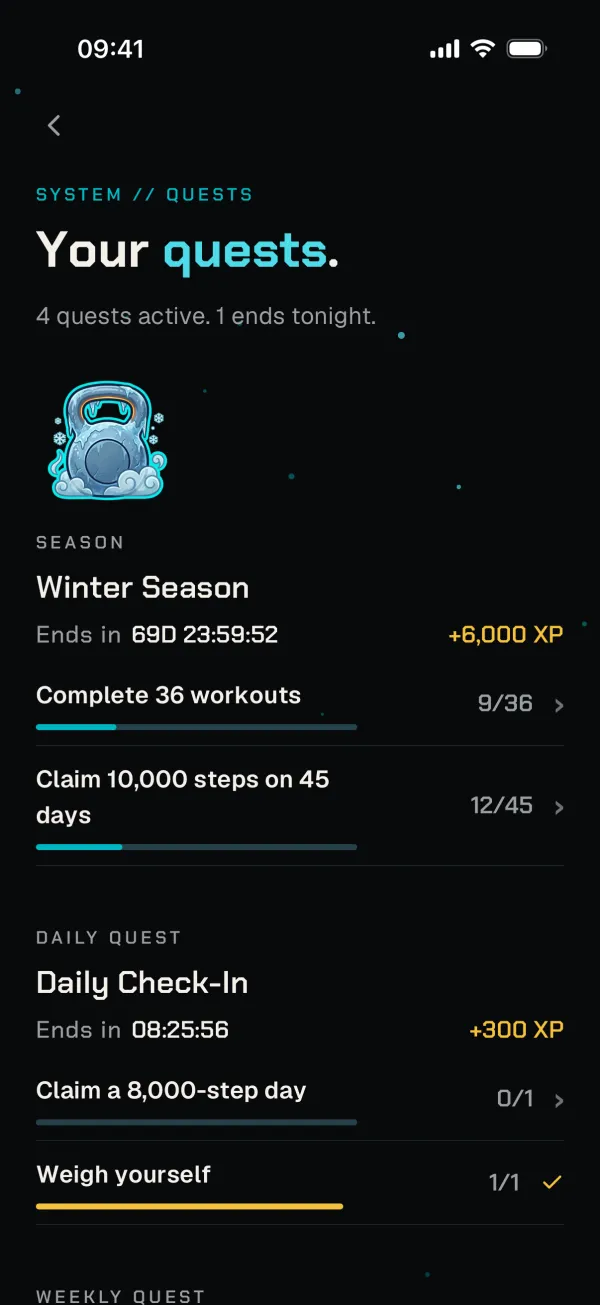 09:41
SYSTEM // QUESTS
Your quests.
4 quests active. 1 ends tonight.
SEASON
Winter Season
Ends in 69D 23:59:52
+6,000 XP
Complete 36 workouts
9/36
Claim 10,000 steps on 45
days
12/45
DAILY QUEST
Daily Check-In
Ends in 08:25:56
+300 XP
Claim a 8,000-step day
0/1
Weigh yourself
1/1
WEEKLY QUEST